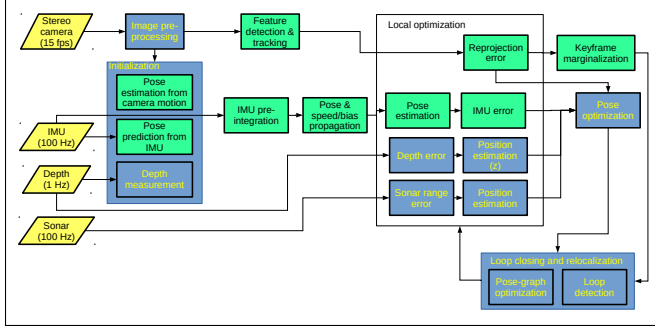 Stereo
camera
(15 fps)
Image pre-
processing
Feature
detection &
tracking
Local optimization
Reprojection
error
Keyframe
marginalization
Initialization
Pose
estimation from
camera motion
IMU
(100 Hz)
Pose
prediction from
IMU
IMU pre-
integration
Pose
& speed/bias
propagation
Pose
estimation
IMU error
Pose
optimization
Depth
(1 Hz)
Depth
measurement
Depth error
Position
estimation
(z)
Sonar
(100 Hz)
Sonar range
error
Position
estimation
Loop closing and relocalization
Pose-graph
optimization
Loop
detection